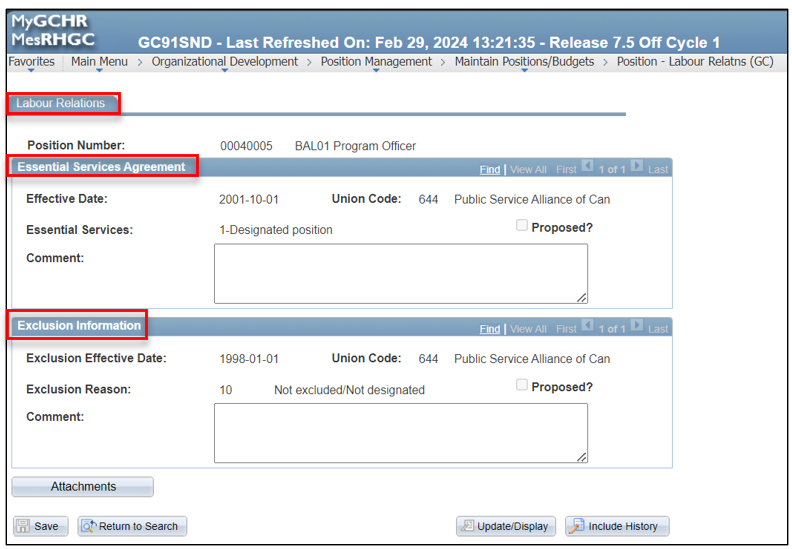 MyGCHR
MesRHGC
GC91SND - Last Refreshed On: Feb 29, 2024 13:21:35 - Release 7.5 Off Cycle 1
Favorites | Main Menu > Organizational Development > Position Management > Maintain Positions/Budgets > Position - Labour Relatns (GC)
Labour Relations
Position Number: 00040005 BAL01 Program Officer
Essential Services Agreement Find | View All First 1 of 1 Last
Effective Date: 2001-10-01 Union Code: 644 Public Service Alliance of Can
Essential Services: 1-Designated position Proposed?
Comment:
Exclusion Information Find | View All First 1 of 1 Last
Exclusion Effective Date: 1998-01-01 Union Code: 644 Public Service Alliance of Can
Exclusion Reason: 10 Not excluded/Not designated Proposed?
Comment:
Attachments
Save Return to Search Update/Display Include History